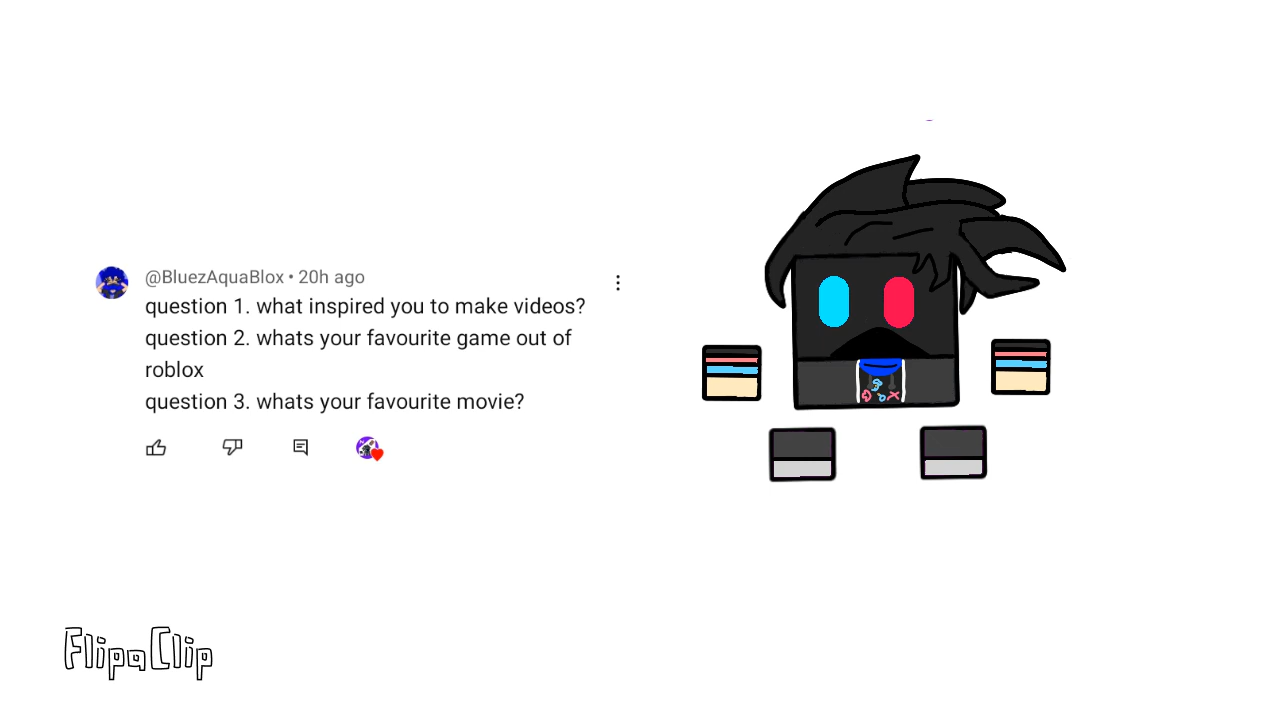 @BluezAquaBlox • 20h ago
question 1. what inspired you to make videos?
question 2. whats your favourite game out of
roblox
question 3. whats your favourite movie?
FlipaClip